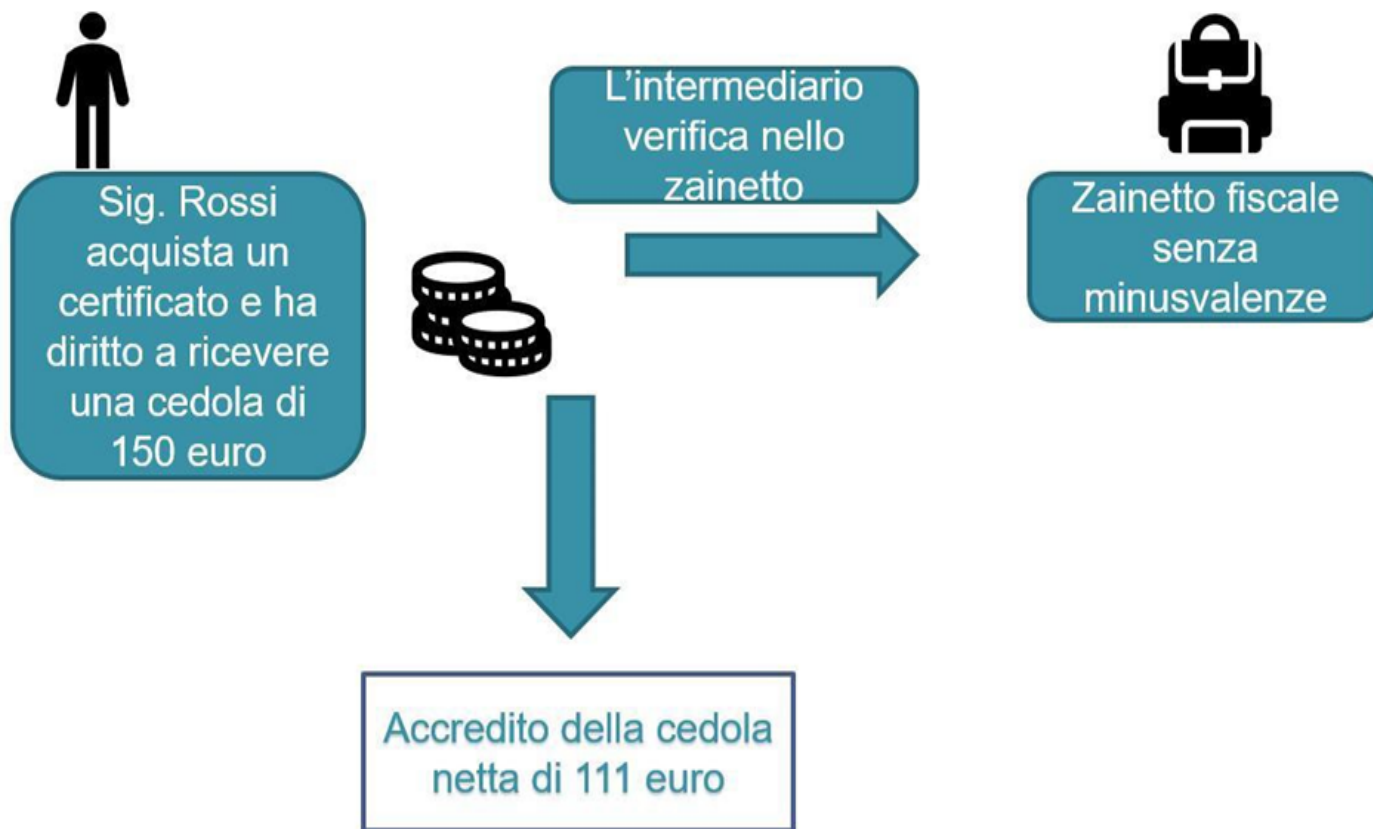 Sig. Rossi
acquista un
certificato e ha
diritto a ricevere
una cedola di
150 euro
L'intermediario
verifica nello
zainetto
Zainetto fiscale
senza
minusvalenze
Accredito della cedola
netta di 111 euro